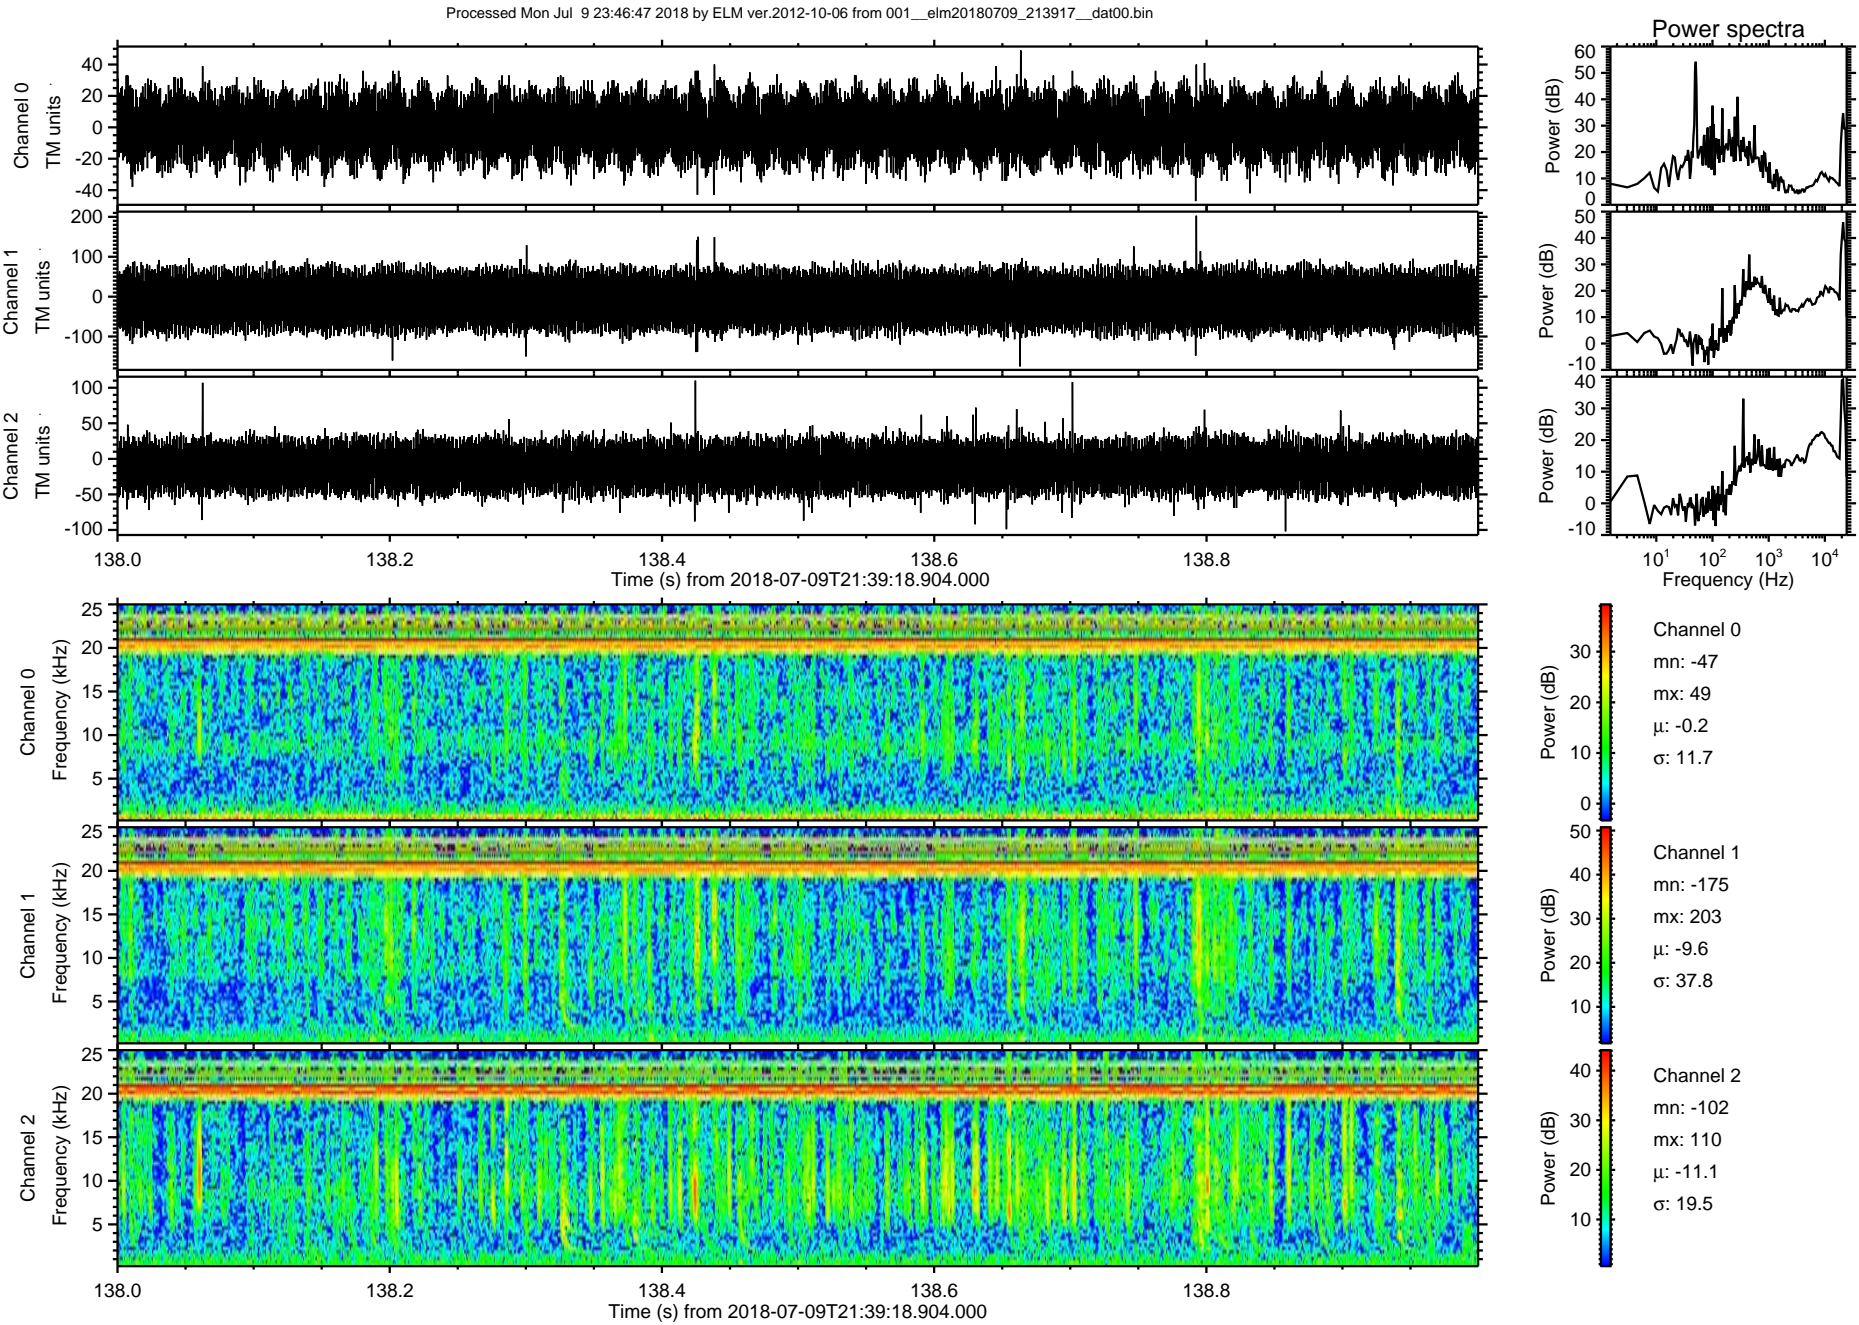 Processed Mon Jul  9 23:46:47 2018 by ELM ver.2012-10-06 from 001__elm20180709_213917__dat00.bin
Power spectra
Channel 0
TM units
40
20
0
-20
-40
Power (dB)
60
50
40
30
20
10
0
Channel 1
TM units
200
100
0
-100
Power (dB)
50
40
30
20
10
0
-10
Channel 2
TM units
100
50
0
-50
-100
Power (dB)
40
30
20
10
0
-10
138.0 138.2 138.4 138.6 138.8
Time (s) from 2018-07-09T21:39:18.904.000
10¹ 10² 10³ 10⁴
Frequency (Hz)
Channel 0
Frequency (kHz)
25
20
15
10
5
Power (dB)
30
20
10
0
Channel 0
mn: -47
mx: 49
μ: -0.2
σ: 11.7
Channel 1
Frequency (kHz)
25
20
15
10
5
Power (dB)
50
40
30
20
10
Channel 1
mn: -175
mx: 203
μ: -9.6
σ: 37.8
Channel 2
Frequency (kHz)
25
20
15
10
5
Power (dB)
40
30
20
10
Channel 2
mn: -102
mx: 110
μ: -11.1
σ: 19.5
138.0 138.2 138.4 138.6 138.8
Time (s) from 2018-07-09T21:39:18.904.000